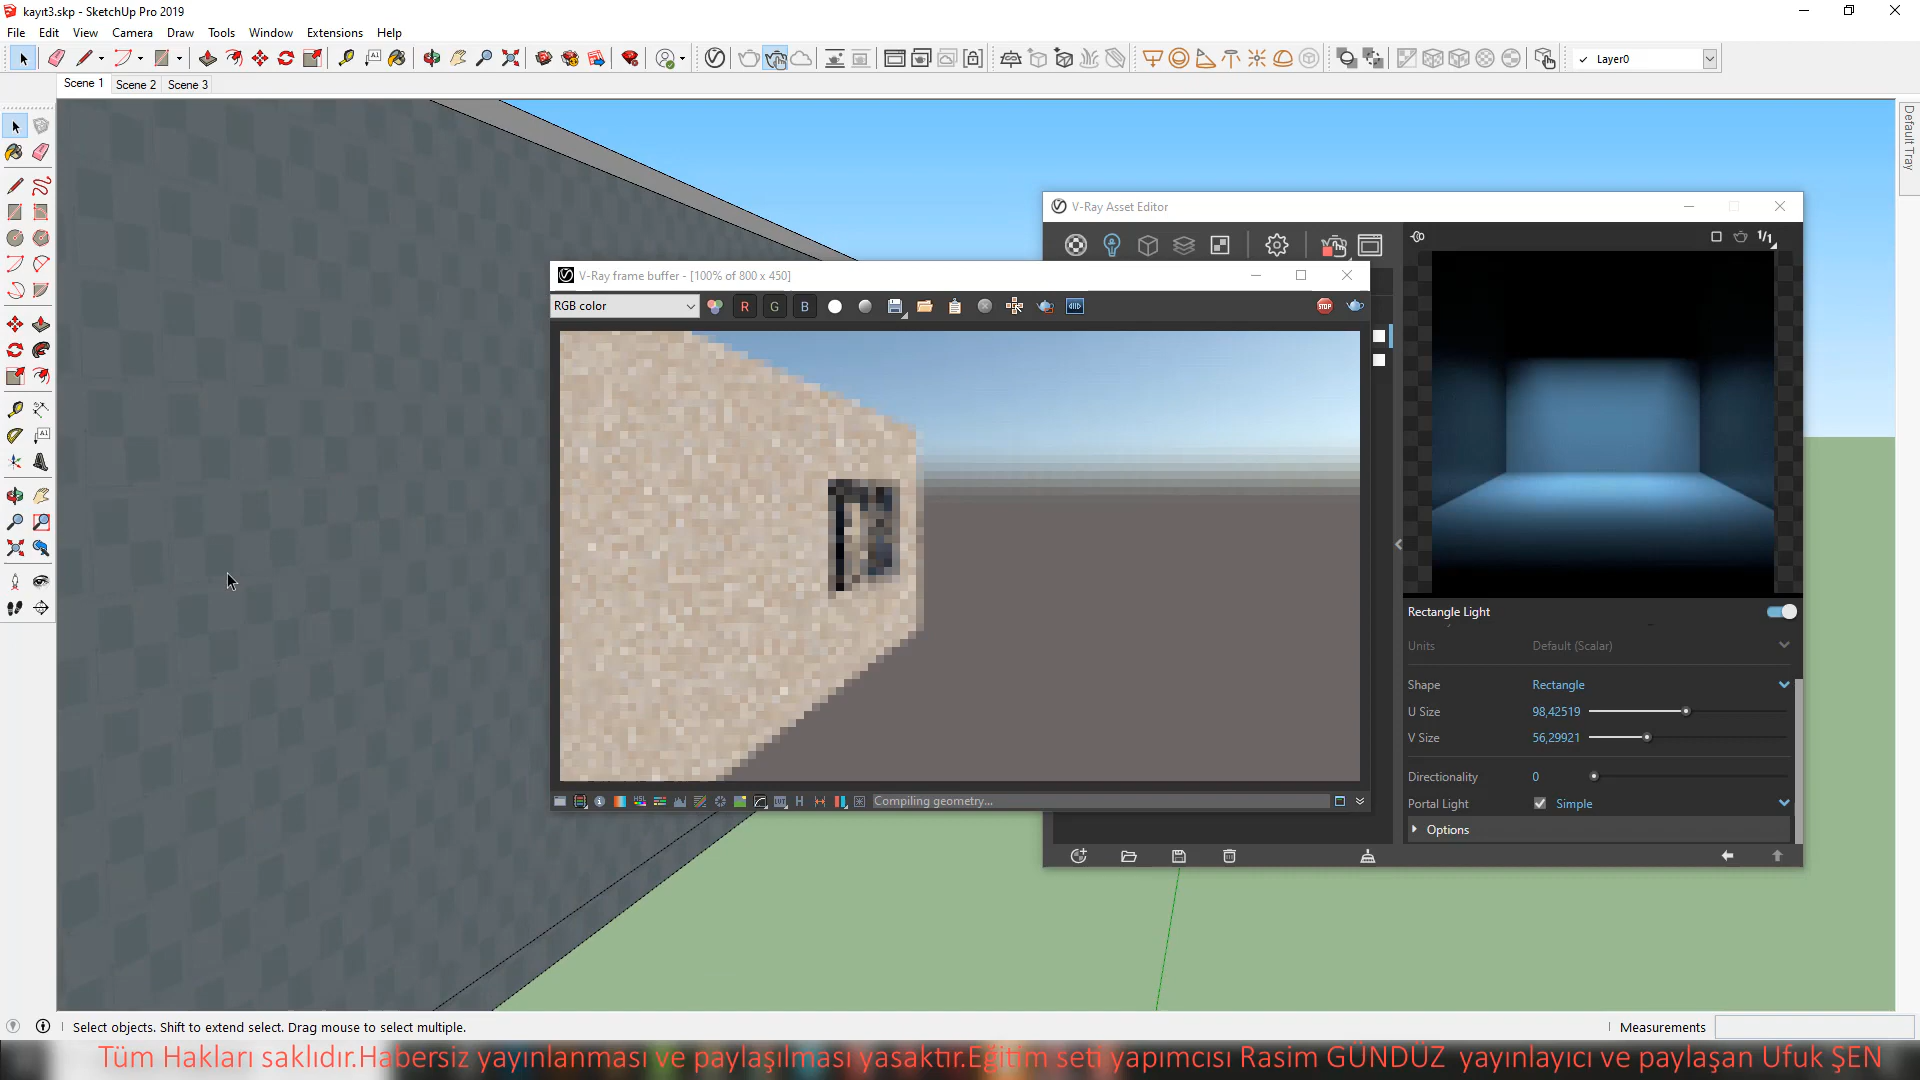 kayıt3.skp - SketchUp Pro 2019
File Edit View Camera Draw Tools Window Extensions Help
Layer0
Scene 1 Scene 2 Scene 3
Default Tray
V-Ray Asset Editor
V-Ray frame buffer - [100% of 800 x 450]
RGB color
R G B
STOP
1/1
Rectangle Light
Units Default (Scalar)
Shape Rectangle
U Size 98,42519
V Size 56,29921
Directionality 0
Portal Light Simple
Options
Compiling geometry...
Select objects. Shift to extend select. Drag mouse to select multiple.
Measurements
Tüm Hakları saklıdır.Habersiz yayınlanması ve paylaşılması yasaktır.Eğitim seti yapımcısı Rasim GÜNDÜZ yayınlayıcı ve paylaşan Ufuk ŞEN